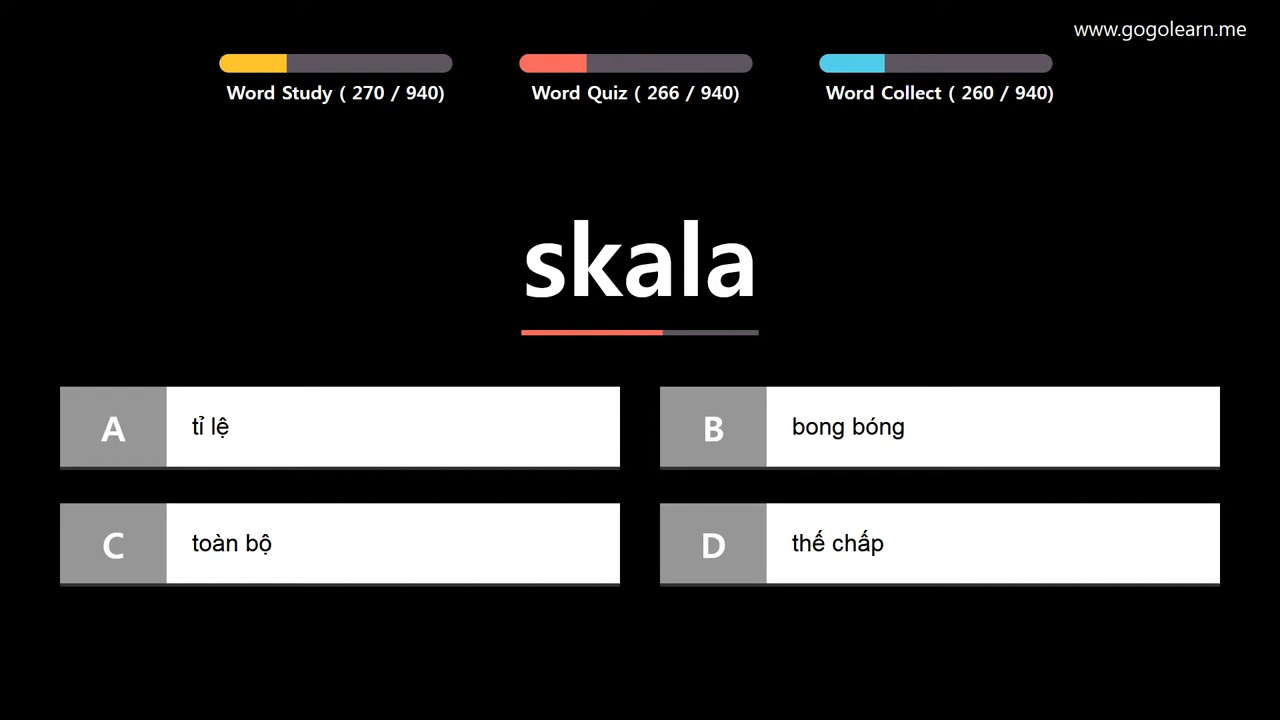 www.gogolearn.me
Word Study ( 270 / 940)
Word Quiz ( 266 / 940)
Word Collect ( 260 / 940)
skala
A
tỉ lệ
B
bong bóng
C
toàn bộ
D
thế chấp